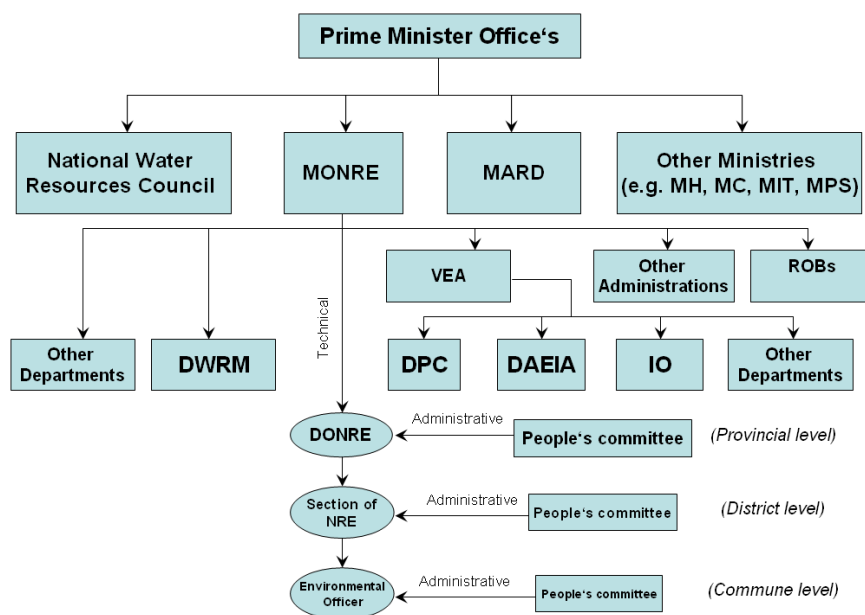 Prime Minister Office‘s
National Water
Resources Council
MONRE
MARD
Other Ministries
(e.g. MH, MC, MIT, MPS)
VEA
Other
Administrations
ROBs
Technical
Other
Departments
DWRM
DPC
DAEIA
IO
Other
Departments
DONRE
Administrative
People‘s committee
(Provincial level)
Section of
NRE
Administrative
People‘s committee
(District level)
Environmental
Officer
Administrative
People‘s committee
(Commune level)